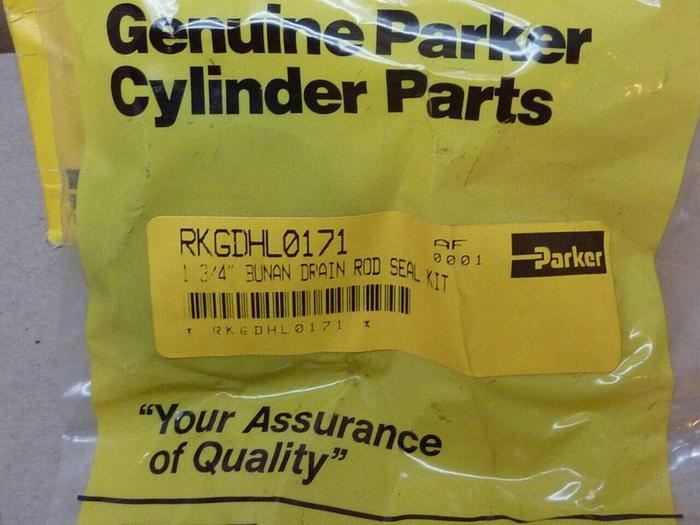 Genuine Parker
Cylinder Parts
RKGDHL0171 AF
0001
Parker
1 3/4" BUNAN DRAIN ROD SEAL KIT
* RKGDHL0171 *
“Your Assurance
of Quality”